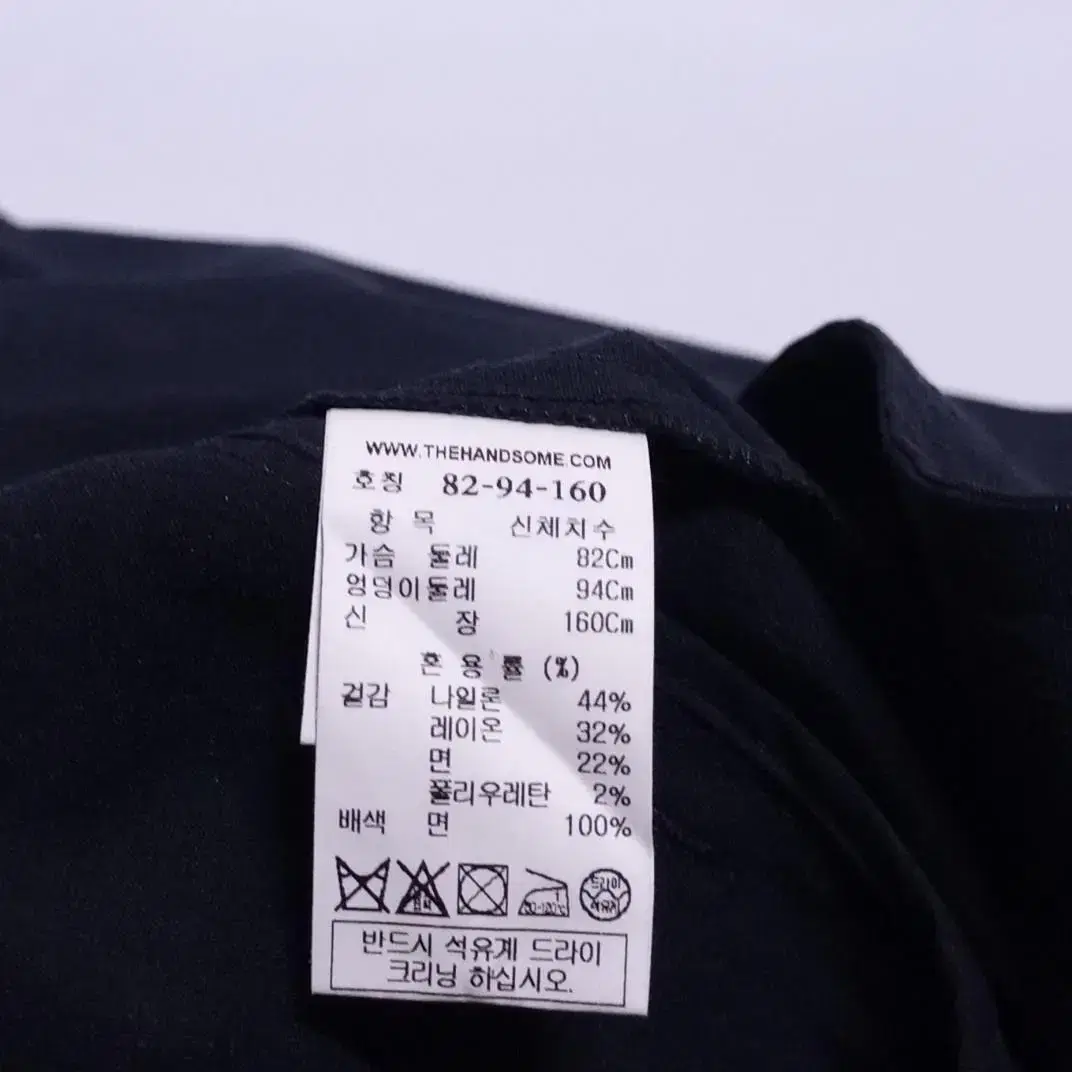 WWW.THEHANDSOME.COM
호칭 82-94-160
항 목 신체치수
가슴 둘레 82Cm
엉덩이둘레 94Cm
신 장 160Cm
혼 용 률 (%)
겉감 나일론 44%
레이온 32%
면 22%
폴리우레탄 2%
배색 면 100%
드라이
석유계
반드시 석유계 드라이
크리닝 하십시오.